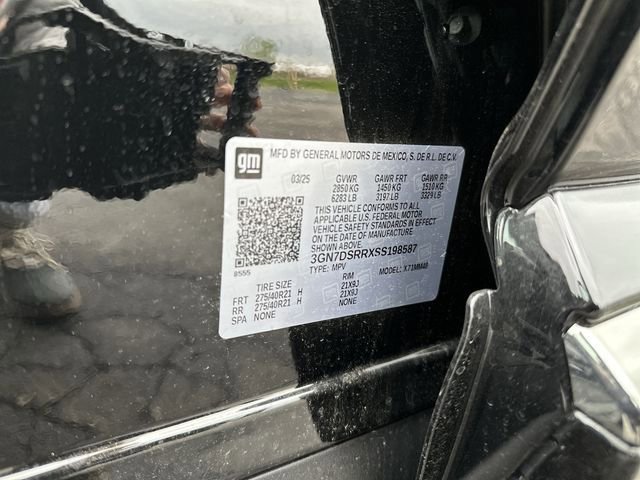 gm MFD BY GENERAL MOTORS DE MEXICO, S. DE R.L. DE C.V.
03/25 GVWR GAWR FRT GAWR RR
2850 KG 1450 KG 1510 KG
6283 LB 3197 LB 3329 LB
THIS VEHICLE CONFORMS TO ALL
APPLICABLE U.S. FEDERAL MOTOR
VEHICLE SAFETY STANDARDS IN
EFFECT ON THE DATE OF MANUFACTURE
SHOWN ABOVE.
3GN7DSRRXSS198587
8555 TYPE: MPV MODEL: X71MM48
TIRE SIZE RIM
FRT 275/40R21 H 21X9J
RR 275/40R21 H 21X9J
SPA NONE NONE